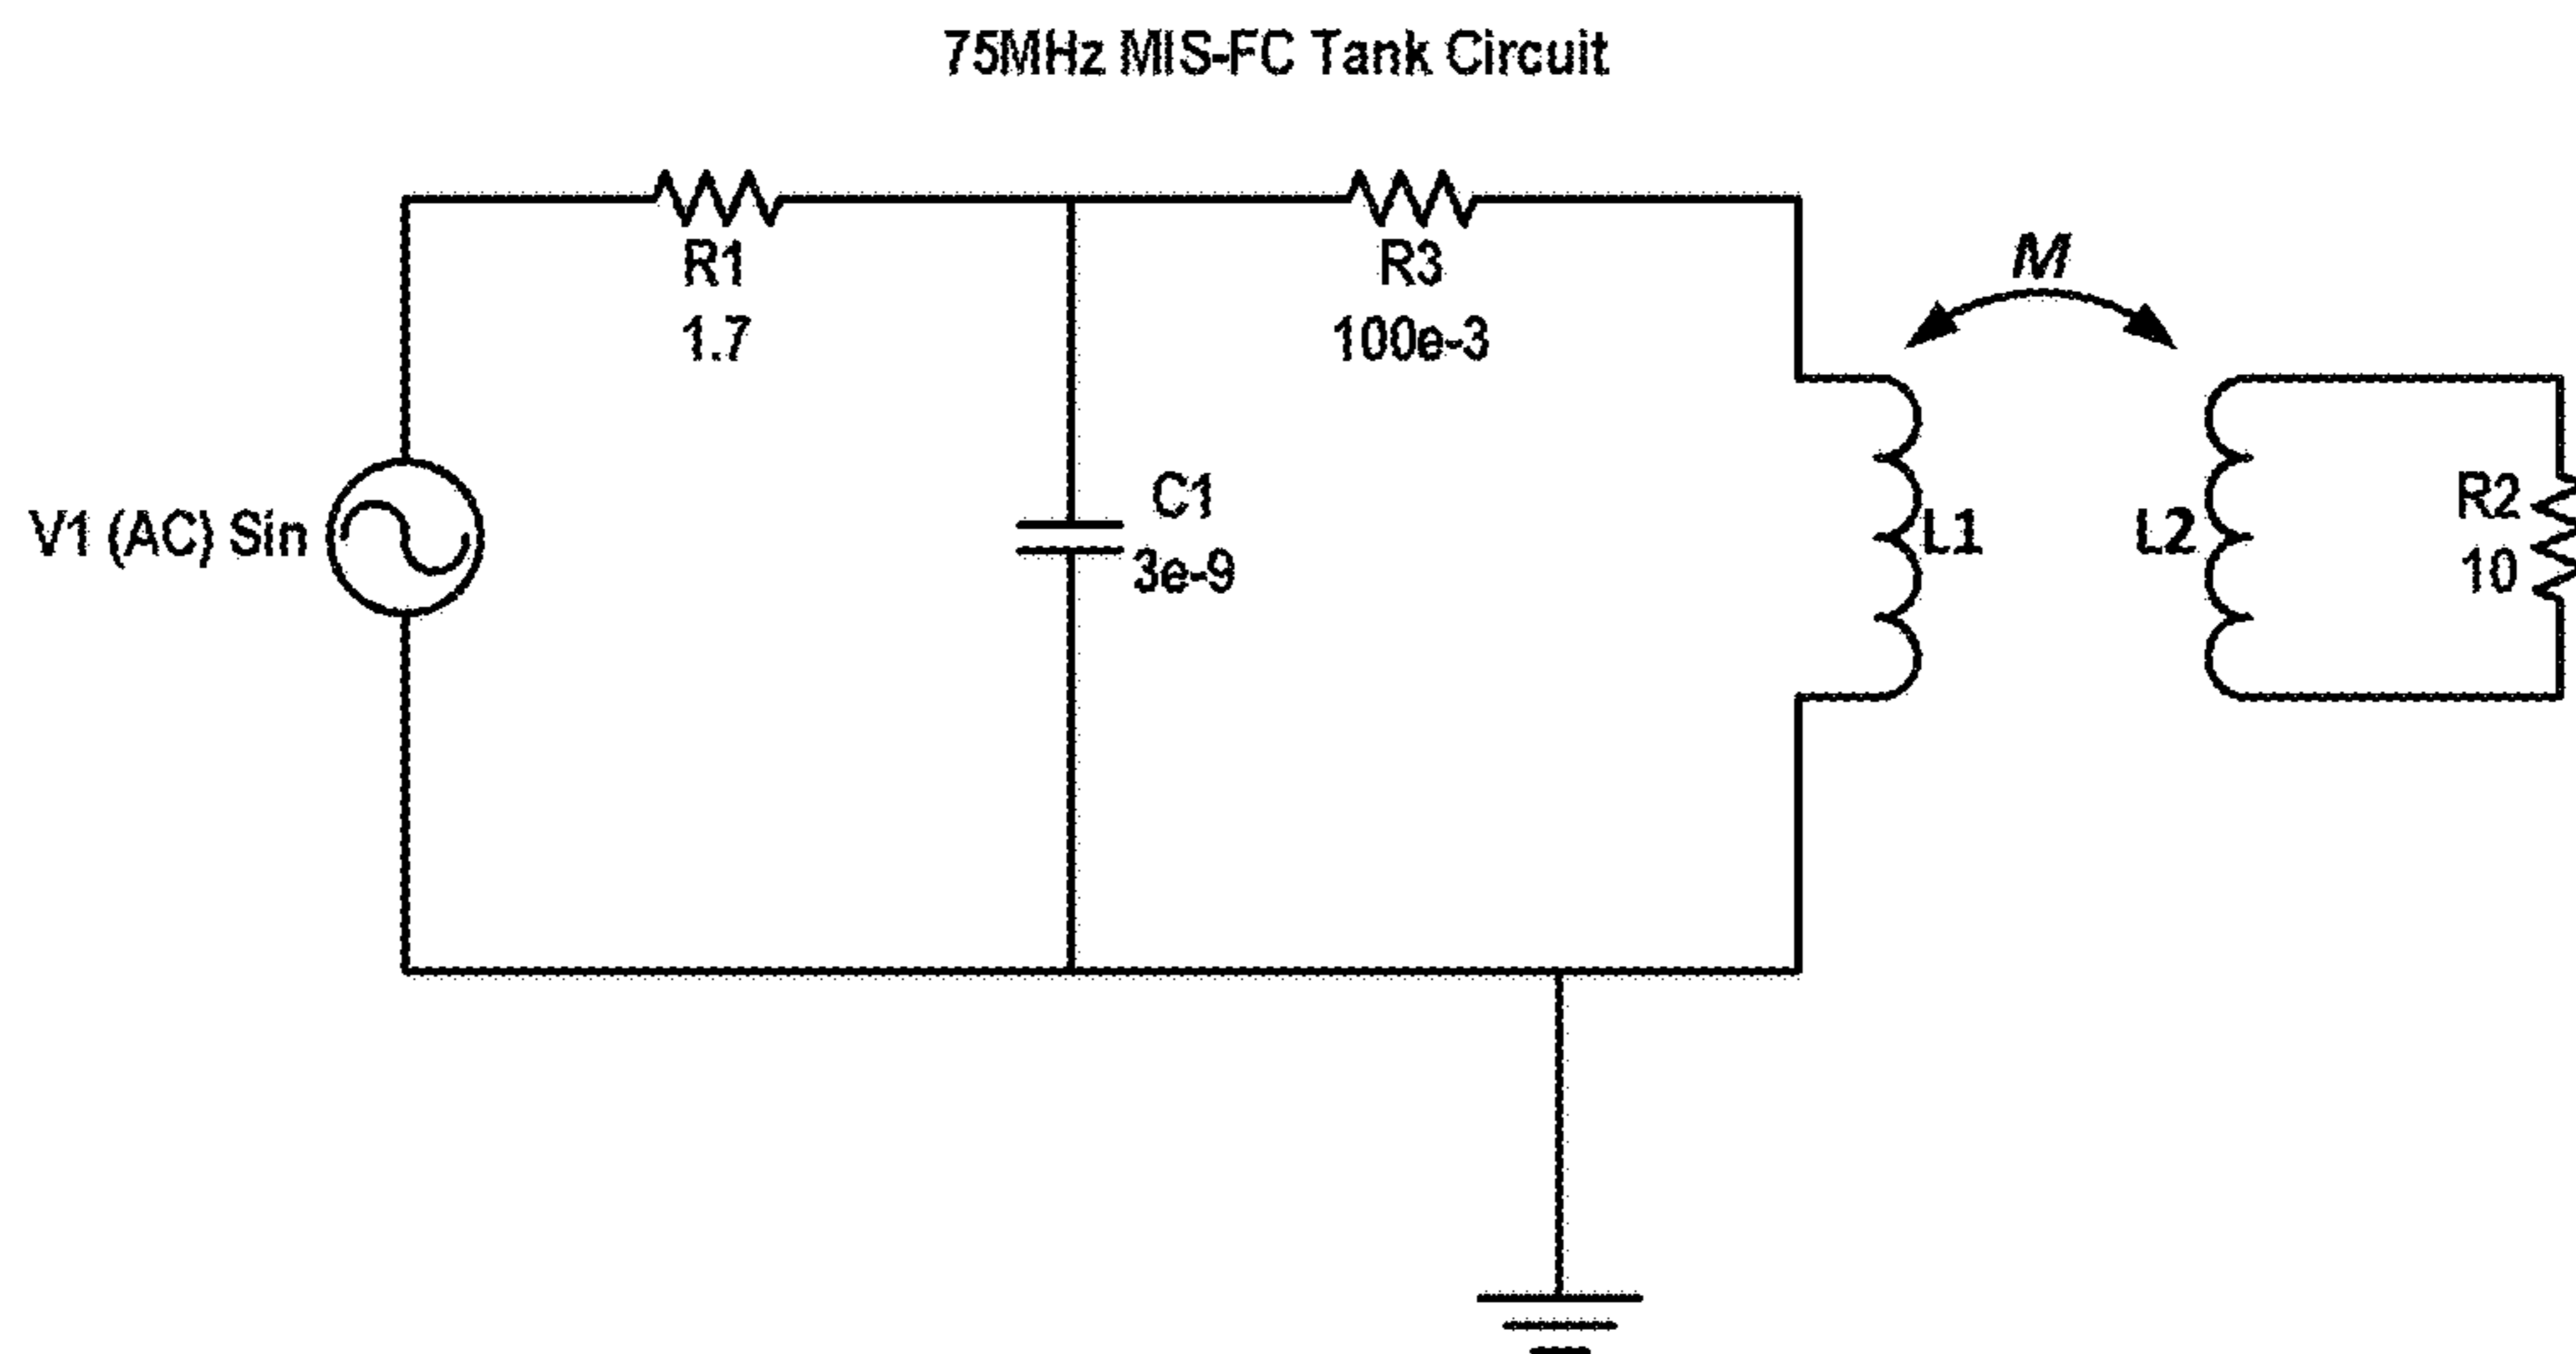 75MHz MIS-FC Tank Circuit
R1
1.7
R3
100e-3
M
V1 (AC) Sin
C1
3e-9
L1
L2
R2
10